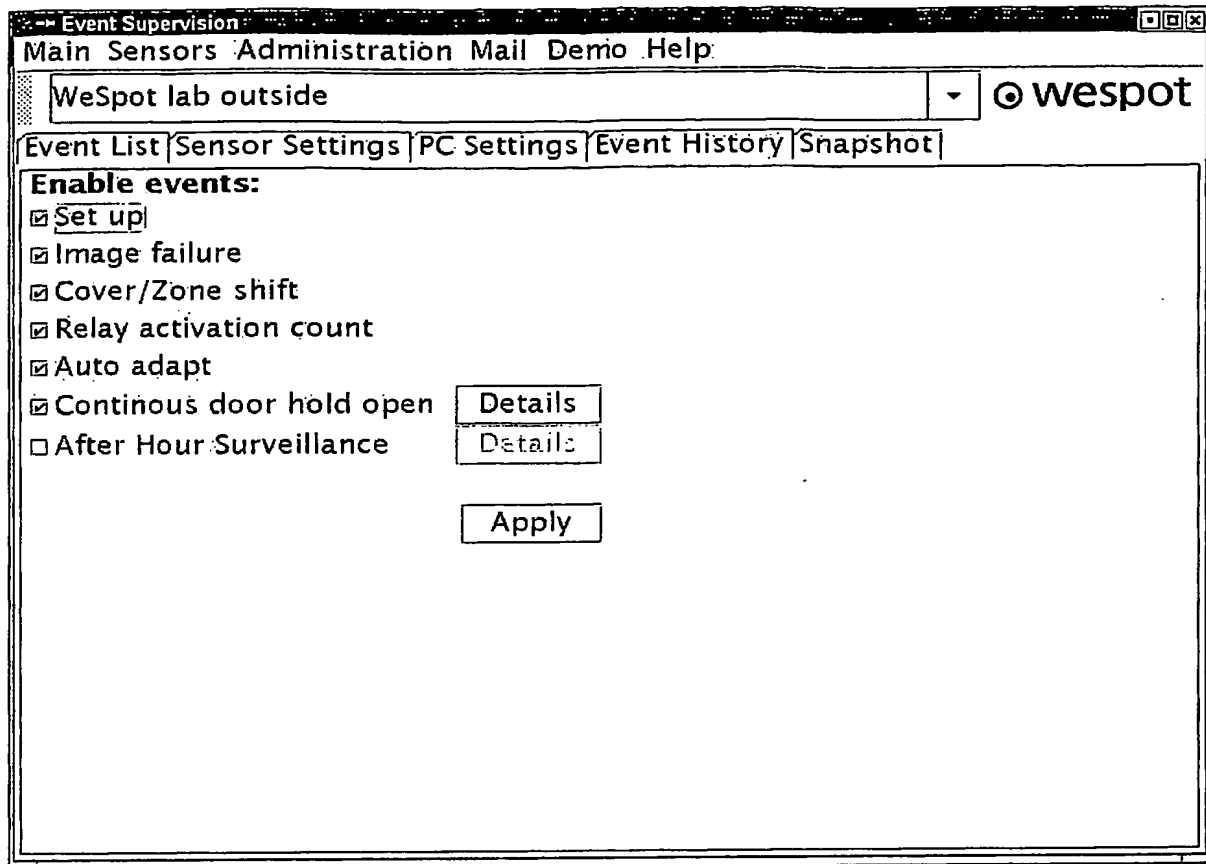 Event Supervision
Main Sensors Administration Mail Demo Help
WeSpot lab outside
wespot
Event List Sensor Settings PC Settings Event History Snapshot
Enable events:
Set up
Image failure
Cover/Zone shift
Relay activation count
Auto adapt
Continous door hold open Details
After Hour Surveillance Details
Apply